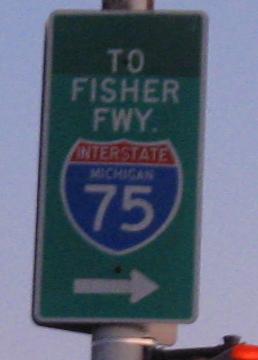 TO
FISHER
FWY.
INTERSTATE
MICHIGAN
75